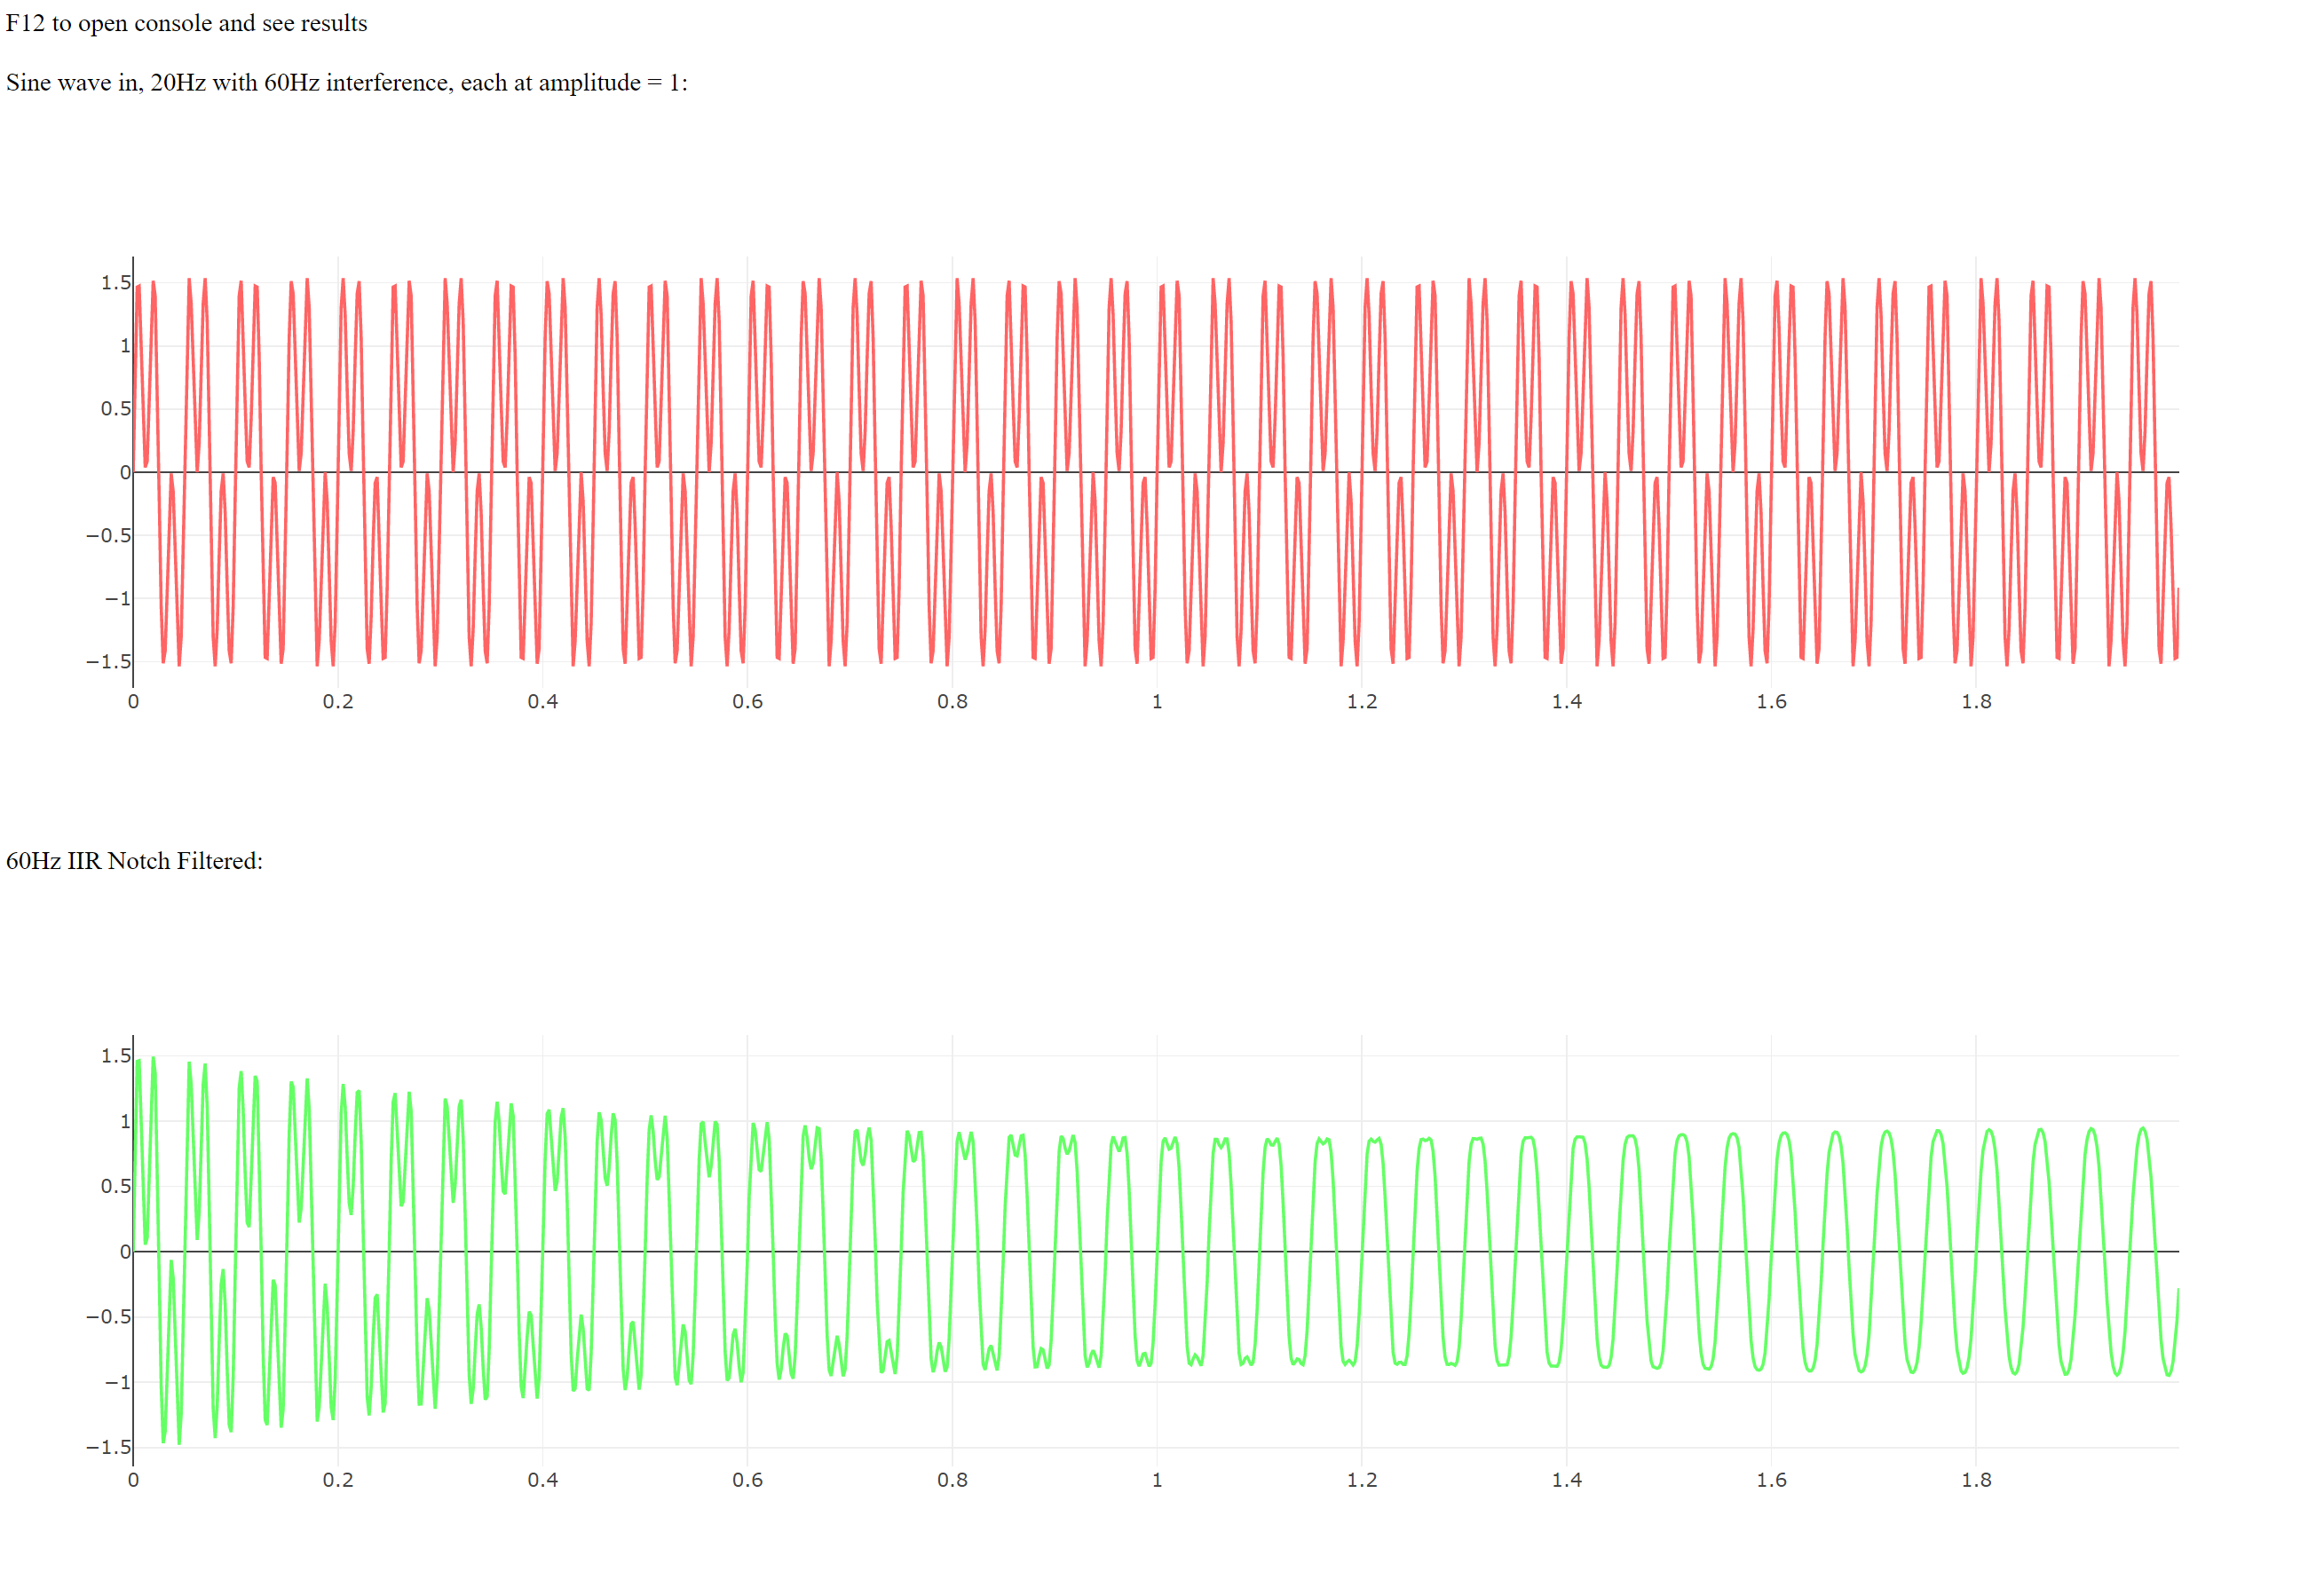 F12 to open console and see results
Sine wave in, 20Hz with 60Hz interference, each at amplitude = 1:
1.5
1
0.5
0
−0.5
−1
−1.5
0 0.2 0.4 0.6 0.8 1 1.2 1.4 1.6 1.8
60Hz IIR Notch Filtered:
1.5
1
0.5
0
−0.5
−1
−1.5
0 0.2 0.4 0.6 0.8 1 1.2 1.4 1.6 1.8